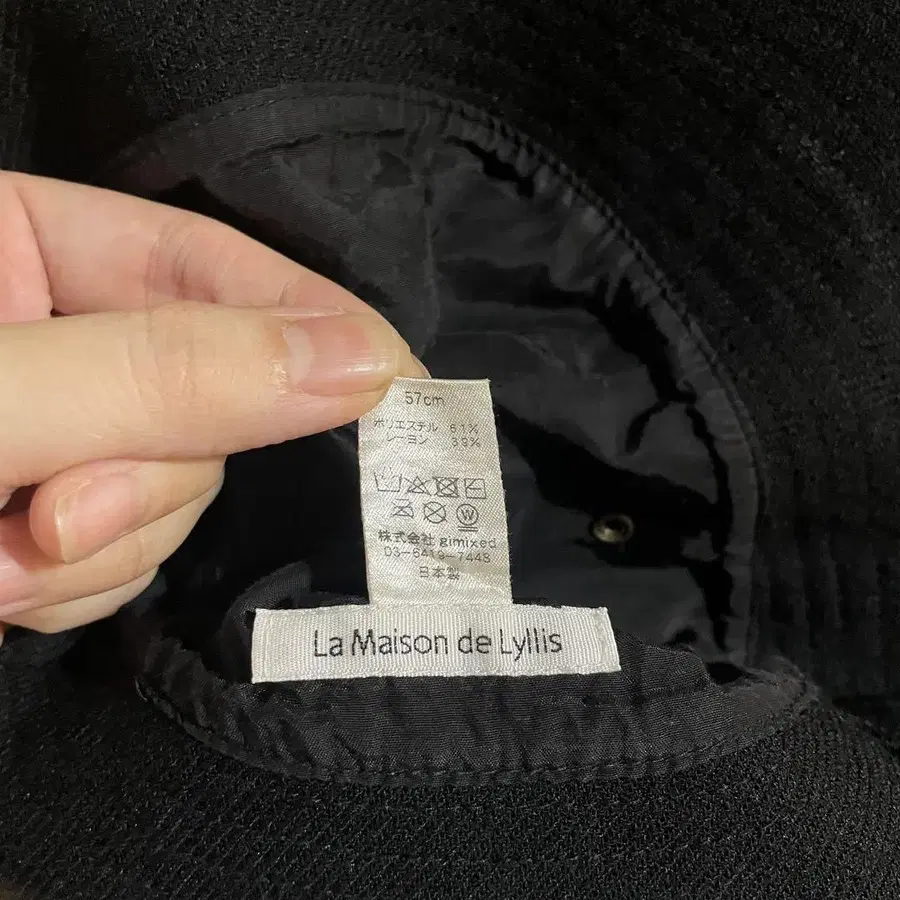 57cm
ポリエステル 61%
レーヨン 39%
W
株式会社 gimixed
03-6419-7448
日本製
La Maison de Lyllis